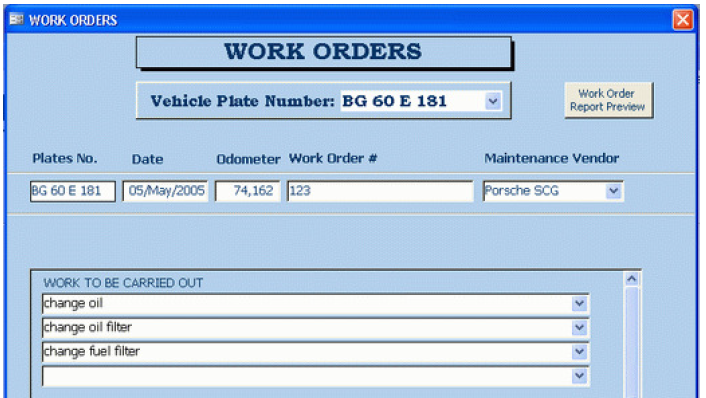 WORK ORDERS
WORK ORDERS
Vehicle Plate Number: BG 60 E 181
Work Order
Report Preview
Plates No. Date Odometer Work Order # Maintenance Vendor
BG 60 E 181 05/May/2005 74,162 123 Porsche SCG
WORK TO BE CARRIED OUT
change oil
change oil filter
change fuel filter